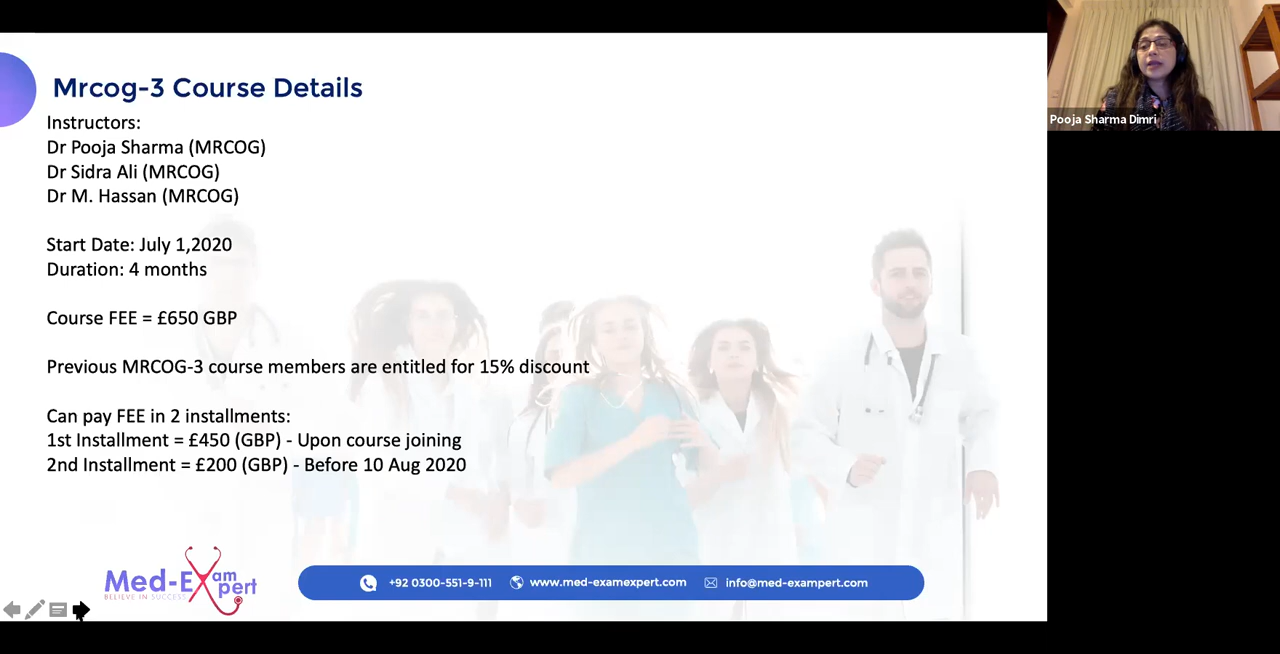 Mrcog-3 Course Details
Instructors:
Dr Pooja Sharma (MRCOG)
Dr Sidra Ali (MRCOG)
Dr M. Hassan (MRCOG)
Start Date: July 1,2020
Duration: 4 months
Course FEE = £650 GBP
Previous MRCOG-3 course members are entitled for 15% discount
Can pay FEE in 2 installments:
1st Installment = £450 (GBP) - Upon course joining
2nd Installment = £200 (GBP) - Before 10 Aug 2020
Med-Exam Expert
BELIEVE IN SUCCESS
+92 0300-551-9-111 www.med-examexpert.com info@med-exampert.com
Pooja Sharma Dimri